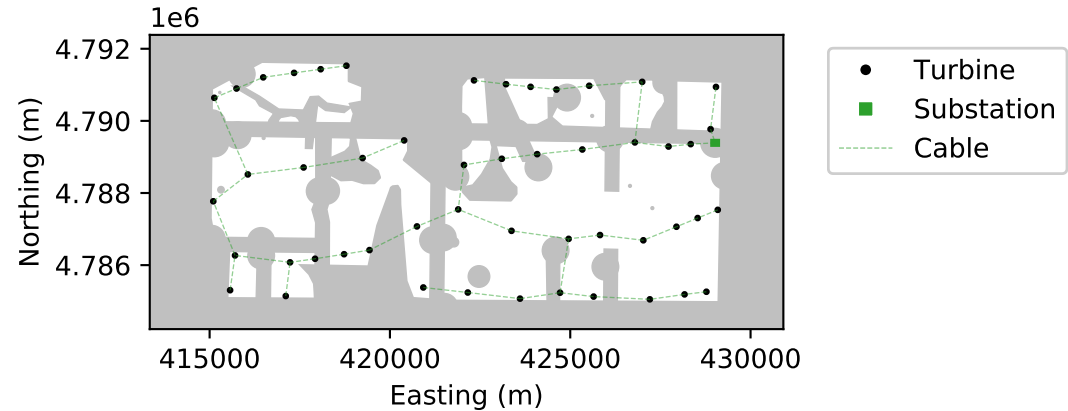 1e6
4.792
4.790
4.788
4.786
Northing (m)
415000 420000 425000 430000
Easting (m)
Turbine
Substation
Cable